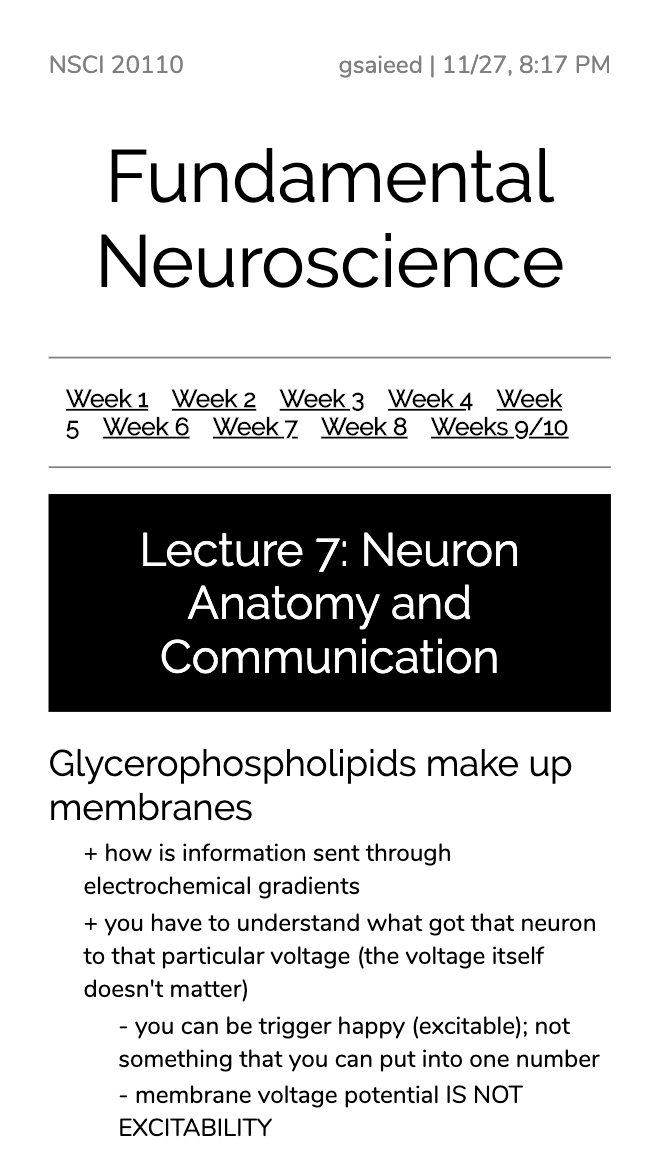 NSCI 20110 gsaieed | 11/27, 8:17 PM
Fundamental
Neuroscience
Week 1 Week 2 Week 3 Week 4 Week
5 Week 6 Week 7 Week 8 Weeks 9/10
Lecture 7: Neuron
Anatomy and
Communication
Glycerophospholipids make up
membranes
+ how is information sent through
electrochemical gradients
+ you have to understand what got that neuron
to that particular voltage (the voltage itself
doesn't matter)
- you can be trigger happy (excitable); not
something that you can put into one number
- membrane voltage potential IS NOT
EXCITABILITY